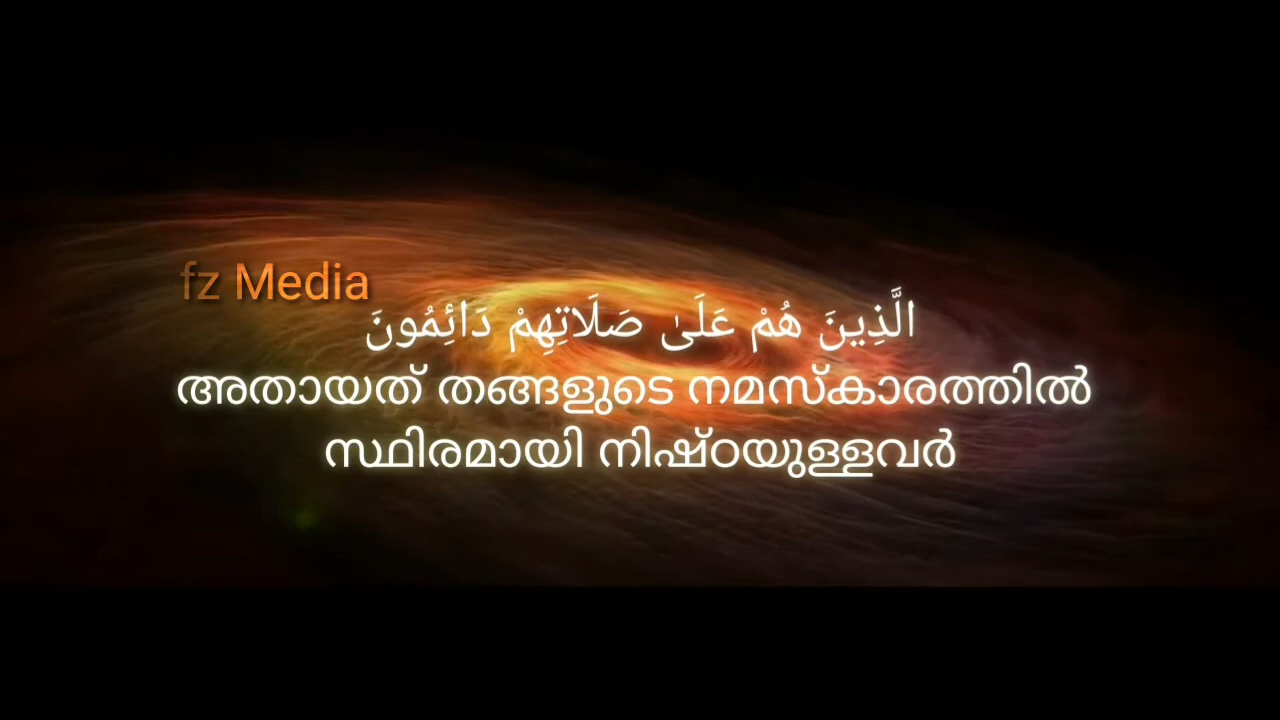 fz Media
الَّذِينَ هُمْ عَلَىٰ صَلَاتِهِمْ دَائِمُونَ
അതായത് തങ്ങളുടെ നമസ്കാരത്തിൽ
സ്ഥിരമായി നിഷ്ഠയുള്ളവർ